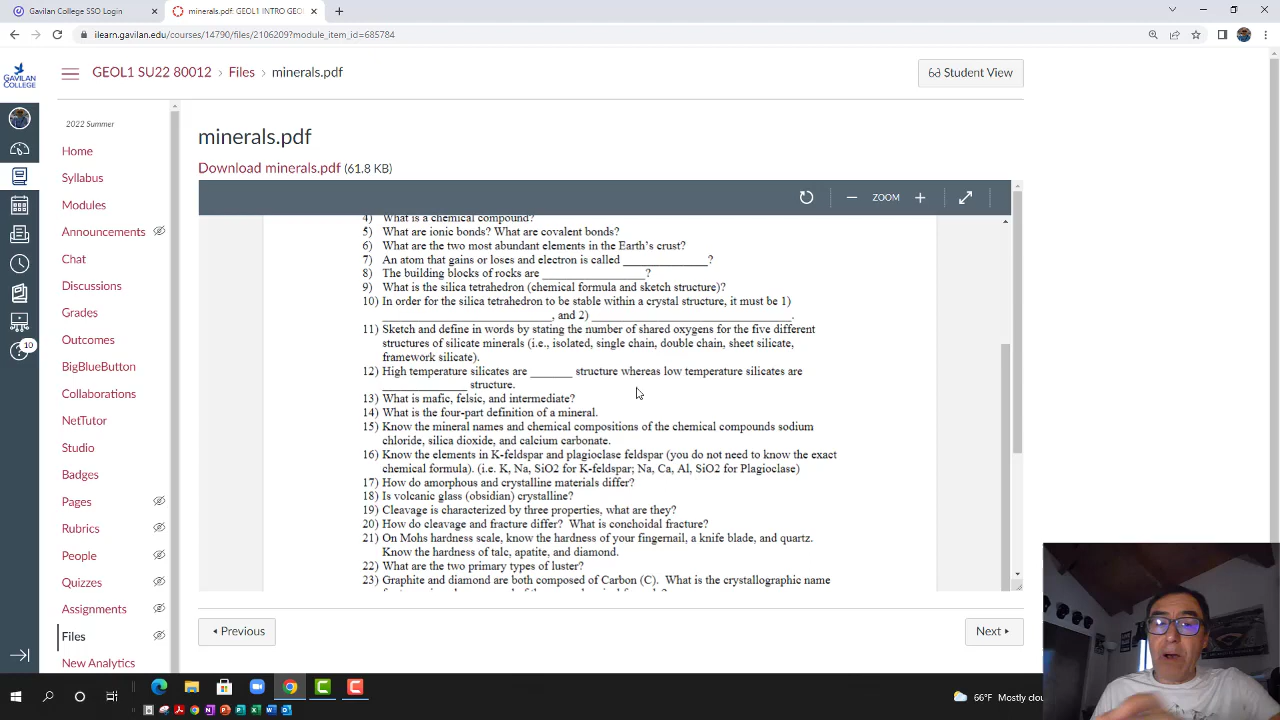 Gavilan College SSO Login
minerals.pdf: GEOL1 INTRO GEOL
ilearn.gavilan.edu/courses/14790/files/2106209?module_item_id=685784
GAVILAN
COLLEGE
GEOL1 SU22 80012 › Files › minerals.pdf
Student View
2022 Summer
Home
Syllabus
Modules
Announcements
Chat
Discussions
Grades
Outcomes
BigBlueButton
Collaborations
NetTutor
Studio
Badges
Pages
Rubrics
People
Quizzes
Assignments
Files
New Analytics
10
minerals.pdf
Download minerals.pdf (61.8 KB)
ZOOM
4) What is a chemical compound?
5) What are ionic bonds? What are covalent bonds?
6) What are the two most abundant elements in the Earth's crust?
7) An atom that gains or loses and electron is called ______________?
8) The building blocks of rocks are _________________?
9) What is the silica tetrahedron (chemical formula and sketch structure)?
10) In order for the silica tetrahedron to be stable within a crystal structure, it must be 1)
____________________________, and 2) _________________________________.
11) Sketch and define in words by stating the number of shared oxygens for the five different
structures of silicate minerals (i.e., isolated, single chain, double chain, sheet silicate,
framework silicate).
12) High temperature silicates are _______ structure whereas low temperature silicates are
______________ structure.
13) What is mafic, felsic, and intermediate?
14) What is the four-part definition of a mineral.
15) Know the mineral names and chemical compositions of the chemical compounds sodium
chloride, silica dioxide, and calcium carbonate.
16) Know the elements in K-feldspar and plagioclase feldspar (you do not need to know the exact
chemical formula). (i.e. K, Na, SiO2 for K-feldspar; Na, Ca, Al, SiO2 for Plagioclase)
17) How do amorphous and crystalline materials differ?
18) Is volcanic glass (obsidian) crystalline?
19) Cleavage is characterized by three properties, what are they?
20) How do cleavage and fracture differ? What is conchoidal fracture?
21) On Mohs hardness scale, know the hardness of your fingernail, a knife blade, and quartz.
Know the hardness of talc, apatite, and diamond.
22) What are the two primary types of luster?
23) Graphite and diamond are both composed of Carbon (C). What is the crystallographic name
Previous
Next
66°F Mostly clou